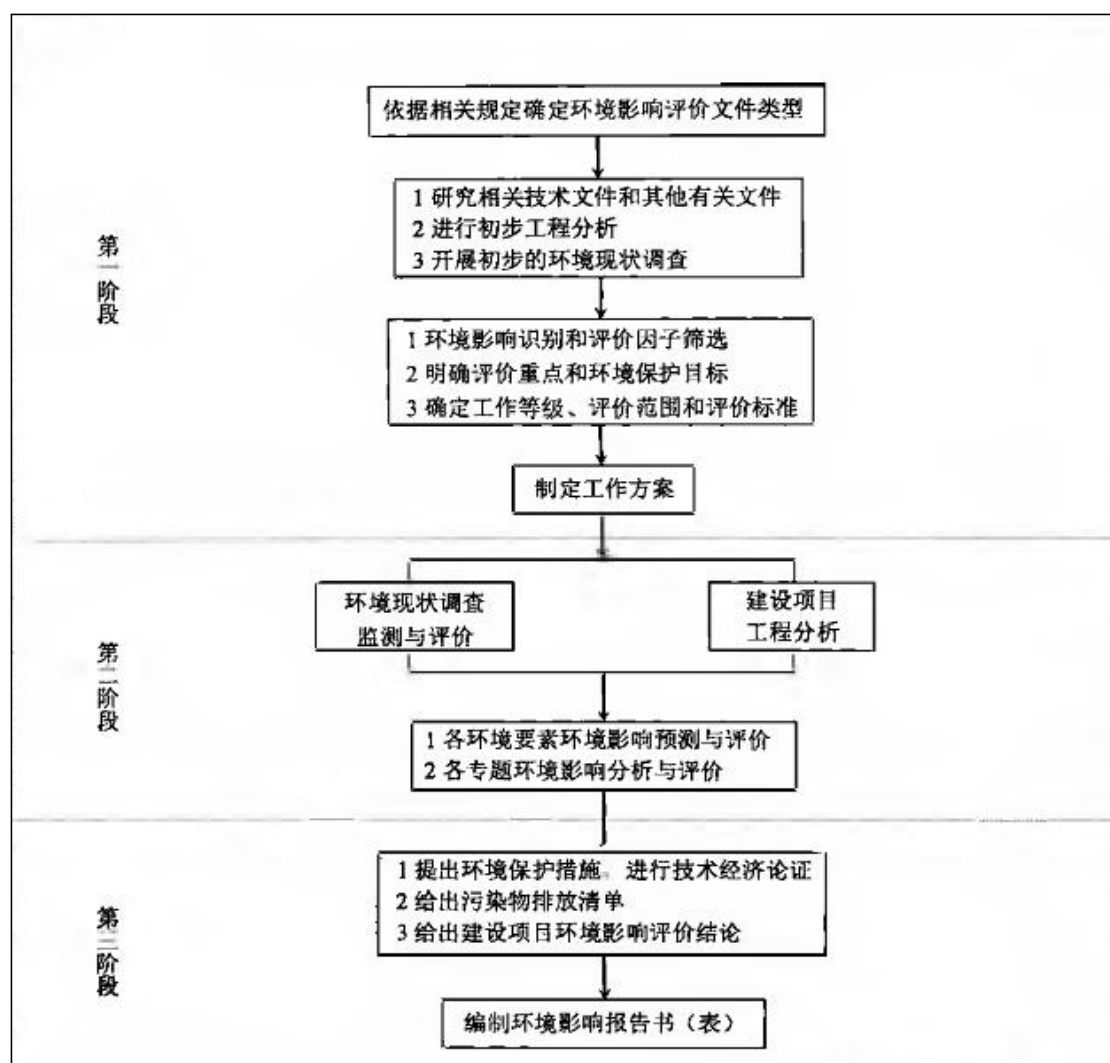 依据相关规定确定环境影响评价文件类型
1 研究相关技术文件和其他有关文件
2 进行初步工程分析
3 开展初步的环境现状调查
第一阶段
1 环境影响识别和评价因子筛选
2 明确评价重点和环境保护目标
3 确定工作等级、评价范围和评价标准
制定工作方案
环境现状调查
监测与评价
建设项目
工程分析
第二阶段
1 各环境要素环境影响预测与评价
2 各专题环境影响分析与评价
1 提出环境保护措施。进行技术经济论证
2 给出污染物排放清单
3 给出建设项目环境影响评价结论
第三阶段
编制环境影响报告书（表）